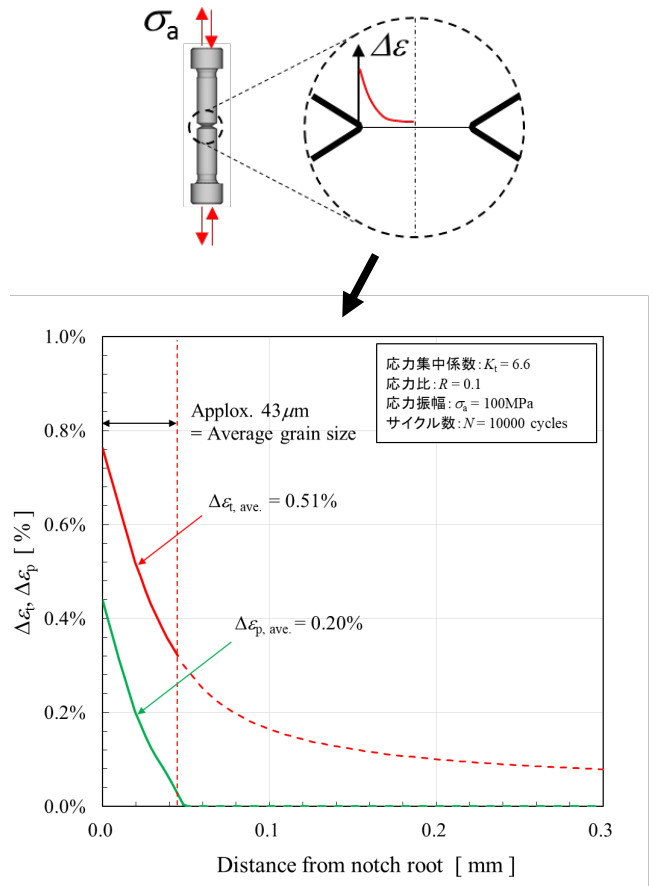 σa
Δε
1.0%
0.8%
0.6%
0.4%
0.2%
0.0%
Δεt, Δεp [ % ]
応力集中係数:Kt = 6.6
応力比:R = 0.1
応力振幅:σa = 100MPa
サイクル数:N = 10000 cycles
Applox. 43μm
= Average grain size
Δεt, ave. = 0.51%
Δεp, ave. = 0.20%
0.0
0.1
0.2
0.3
Distance from notch root [ mm ]